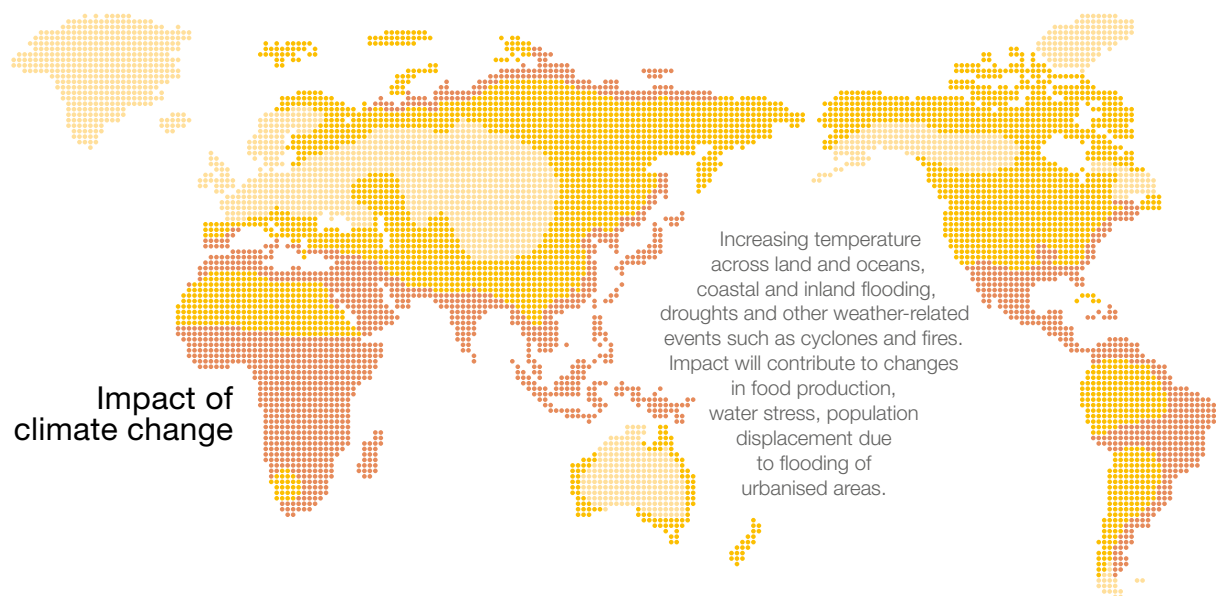 Impact of
climate change
Increasing temperature
across land and oceans,
coastal and inland flooding,
droughts and other weather-related
events such as cyclones and fires.
Impact will contribute to changes
in food production,
water stress, population
displacement due
to flooding of
urbanised areas.